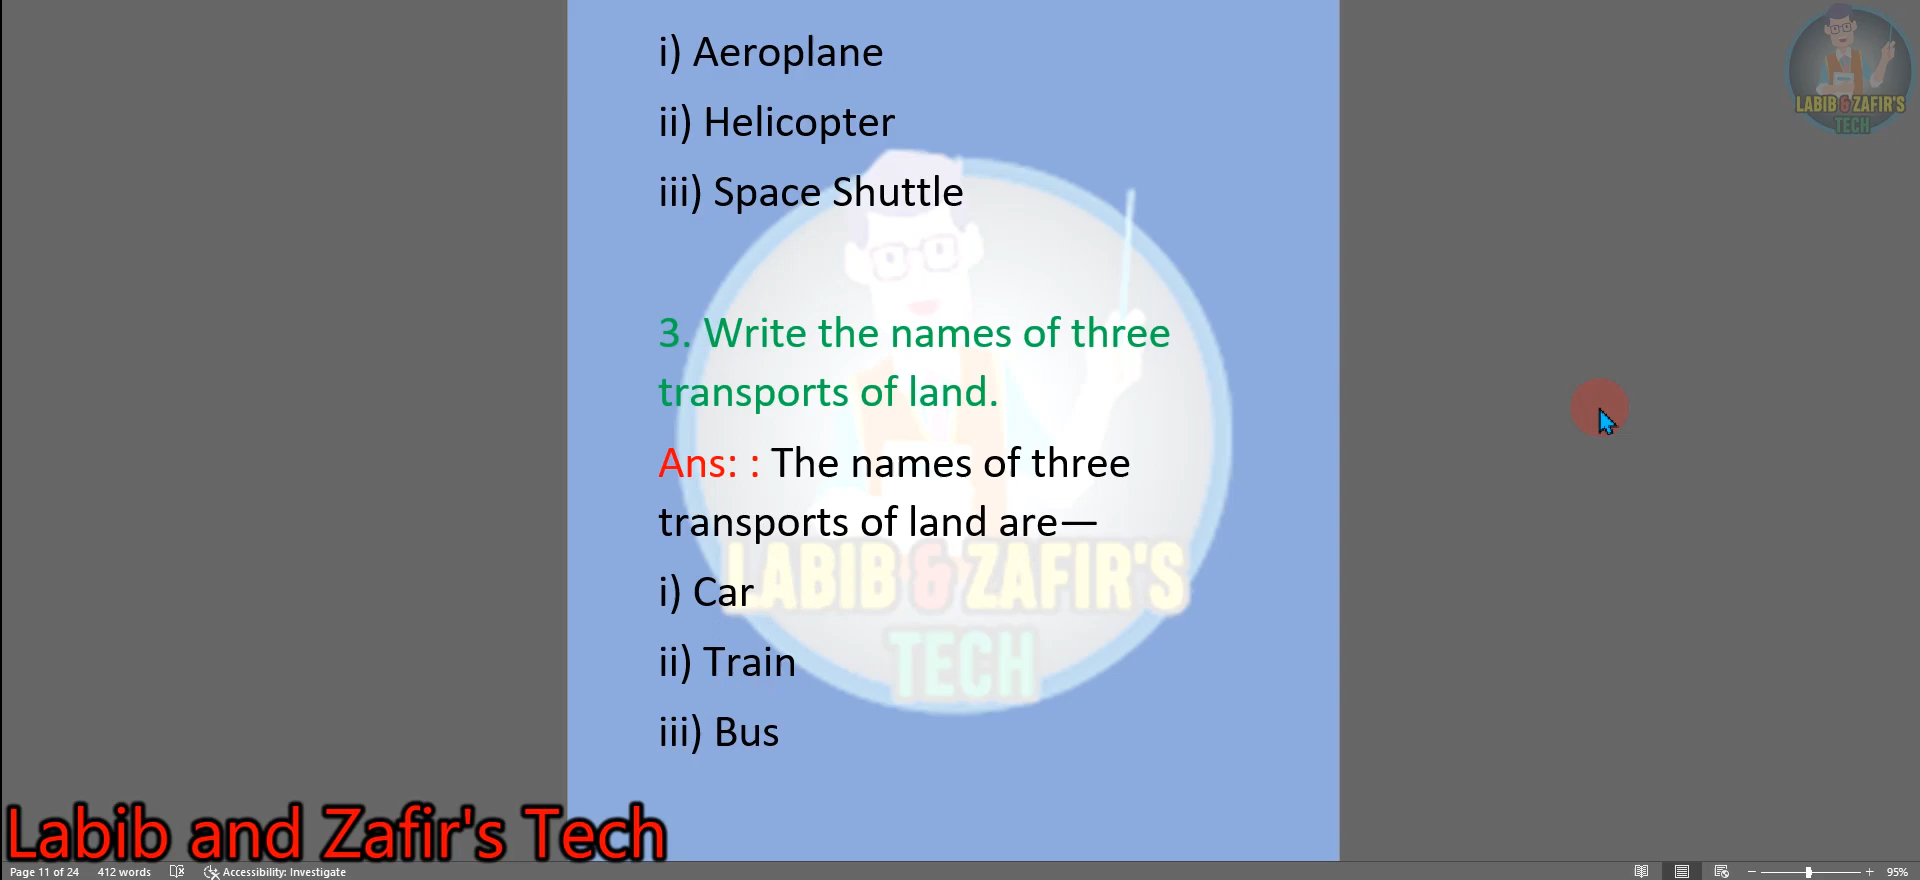 i) Aeroplane
ii) Helicopter
iii) Space Shuttle
3. Write the names of three
transports of land.
Ans: : The names of three
transports of land are—
i) Car
ii) Train
iii) Bus
LABIB & ZAFIR'S
TECH
LABIB & ZAFIR'S
TECH
Labib and Zafir's Tech
Page 11 of 24 412 words Accessibility: Investigate 95%